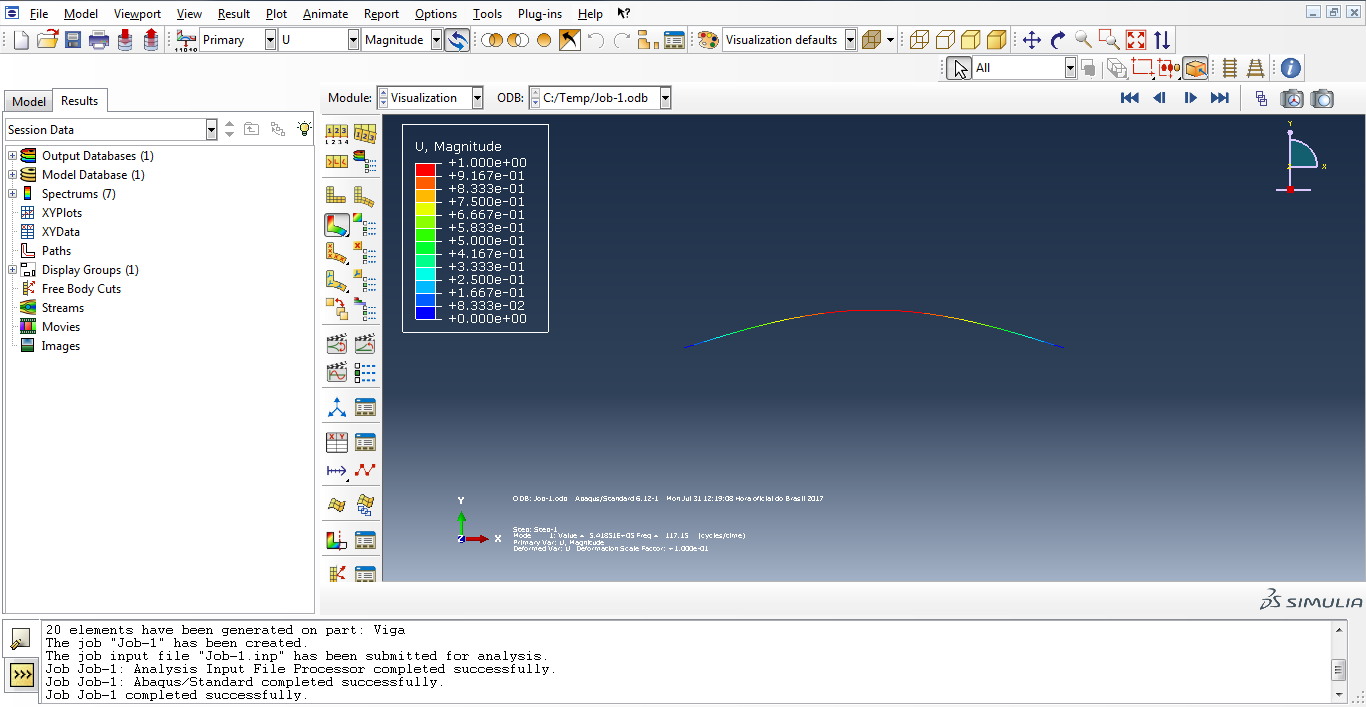 File Model Viewport View Result Plot Animate Report Options Tools Plug-ins Help
Primary U Magnitude Visualization defaults
All
Model Results
Module: Visualization ODB: C:/Temp/Job-1.odb
Session Data
Output Databases (1)
Model Database (1)
Spectrums (7)
XYPlots
XYData
Paths
Display Groups (1)
Free Body Cuts
Streams
Movies
Images
U, Magnitude
+1.000e+00
+9.167e-01
+8.333e-01
+7.500e-01
+6.667e-01
+5.833e-01
+5.000e-01
+4.167e-01
+3.333e-01
+2.500e-01
+1.667e-01
+8.333e-02
+0.000e+00
Y
X
Z
Y
X
Z
ODB: Job-1.odb Abaqus/Standard 6.12-1 Mon Jul 31 12:19:08 Hora oficial do Brasil 2017
Step: Step-1
Mode 1: Value = 5.41851E+05 Freq = 117.15 (cycles/time)
Primary Var: U, Magnitude
Deformed Var: U Deformation Scale Factor: +1.000e-01
SIMULIA
20 elements have been generated on part: Viga
The job "Job-1" has been created.
The job input file "Job-1.inp" has been submitted for analysis.
Job Job-1: Analysis Input File Processor completed successfully.
Job Job-1: Abaqus/Standard completed successfully.
Job Job-1 completed successfully.